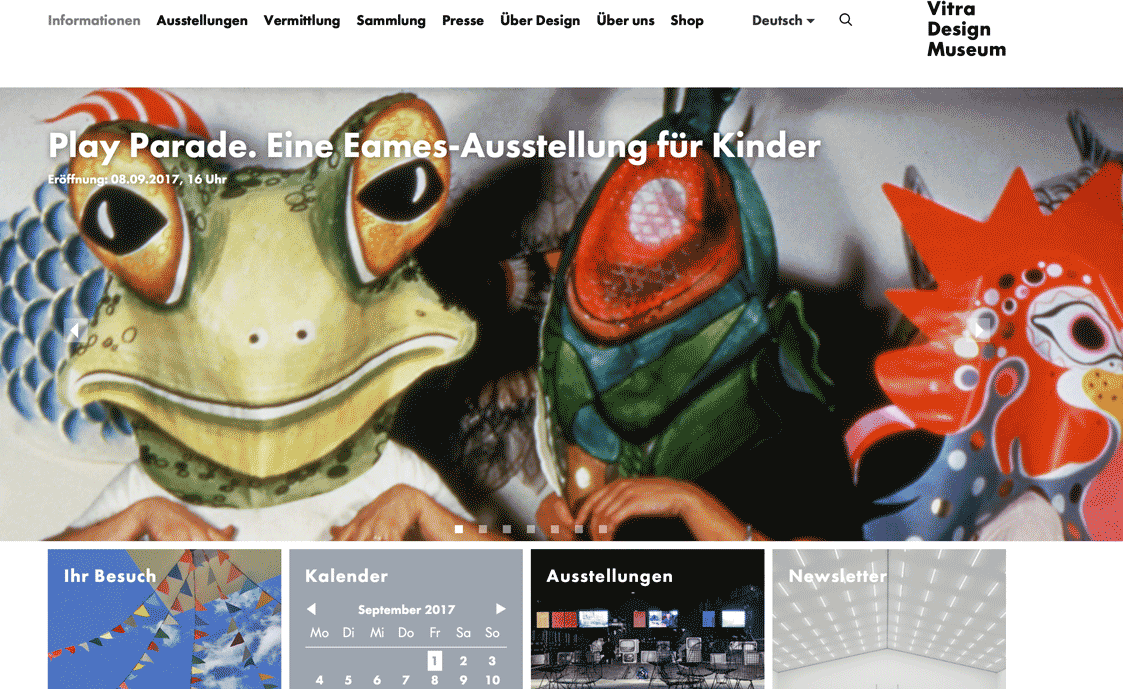 Informationen Ausstellungen Vermittlung Sammlung Presse Über Design Über uns Shop Deutsch
Vitra
Design
Museum
Play Parade. Eine Eames-Ausstellung für Kinder
Eröffnung: 08.09.2017, 16 Uhr
Ihr Besuch
Kalender
September 2017
Mo Di Mi Do Fr Sa So
1 2 3
4 5 6 7 8 9 10
Ausstellungen
Newsletter